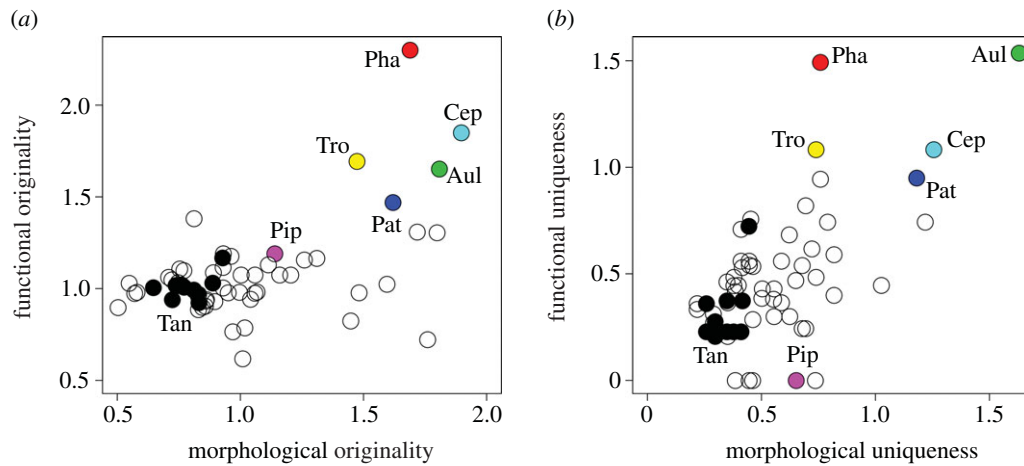 (a)
functional originality
2.0
1.5
1.0
0.5
Pha
Cep
Tro
Aul
Pat
Pip
Tan
0.5
1.0
1.5
2.0
morphological originality
(b)
functional uniqueness
1.5
1.0
0.5
0
Pha
Aul
Tro
Cep
Pat
Tan
Pip
0
0.5
1.0
1.5
morphological uniqueness